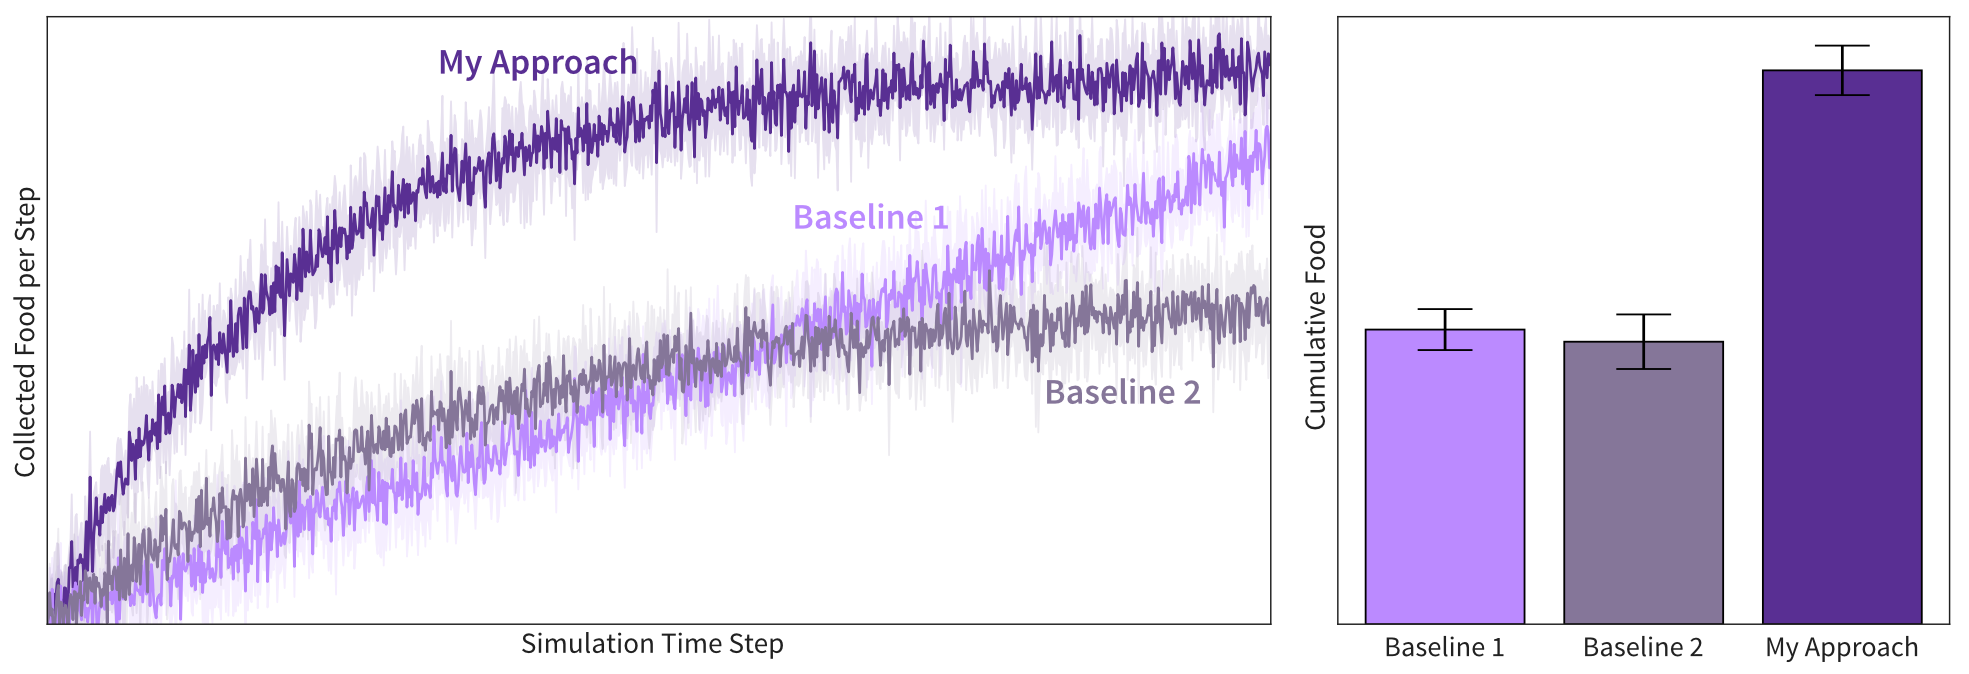 Collected Food per Step
My Approach
Baseline 1
Baseline 2
Simulation Time Step
Cumulative Food
Baseline 1
Baseline 2
My Approach